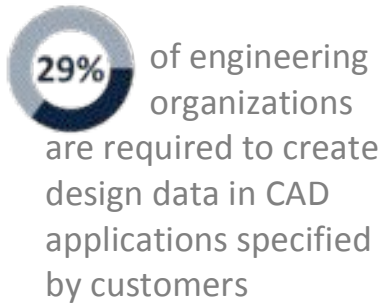 29% of engineering
organizations
are required to create
design data in CAD
applications specified
by customers